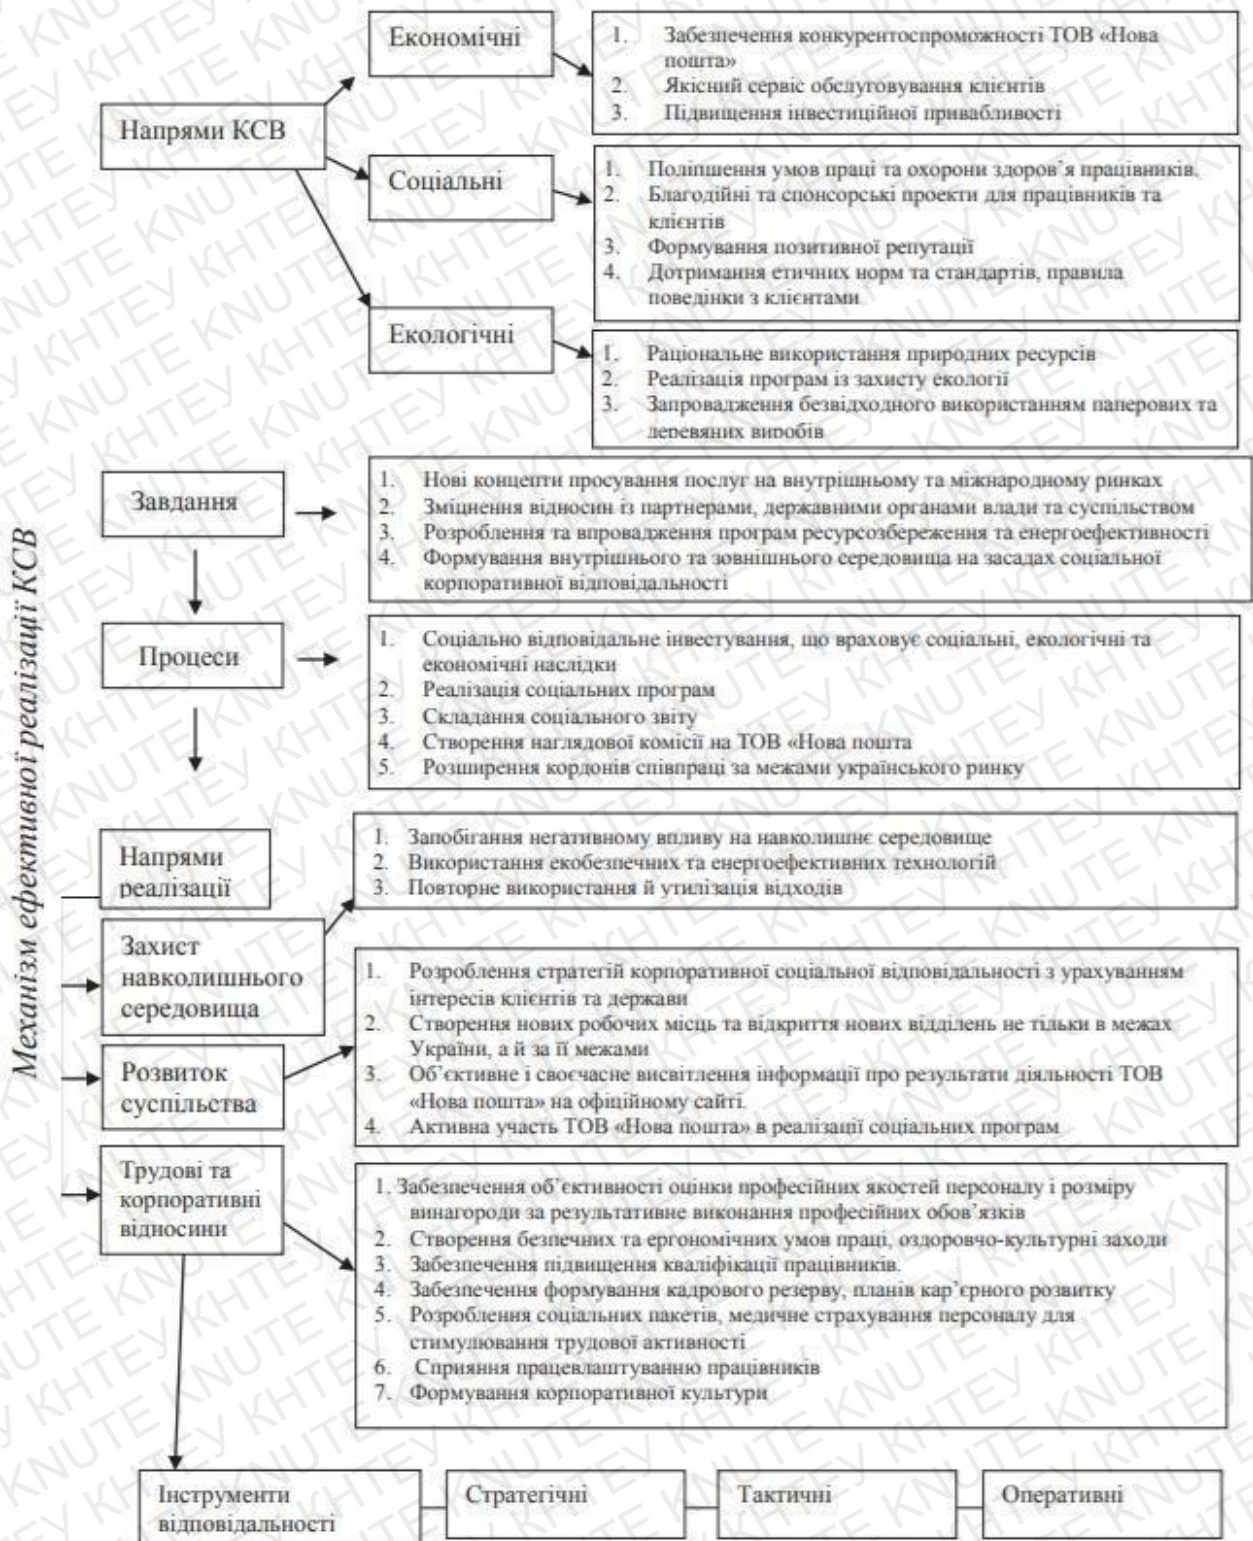 Механізм ефективної реалізації КСВ
Напрями КСВ
Економічні
1. Забезпечення конкурентоспроможності ТОВ «Нова
пошта»
2. Якісний сервіс обслуговування клієнтів
3. Підвищення інвестиційної привабливості
Соціальні
1. Поліпшення умов праці та охорони здоров'я працівників.
2. Благодійні та спонсорські проекти для працівників та
клієнтів
3. Формування позитивної репутації
4. Дотримання етичних норм та стандартів, правила
поведінки з клієнтами
Екологічні
1. Раціональне використання природних ресурсів
2. Реалізація програм із захисту екології
3. Запровадження безвідходного використанням паперових та
деревяних виробів
Завдання
1. Нові концепти просування послуг на внутрішньому та міжнародному ринках
2. Зміцнення відносин із партнерами, державними органами влади та суспільством
3. Розроблення та впровадження програм ресурсозбереження та енергоефективності
4. Формування внутрішнього та зовнішнього середовища на засадах соціальної
корпоративної відповідальності
Процеси
1. Соціально відповідальне інвестування, що враховує соціальні, екологічні та
економічні наслідки
2. Реалізація соціальних програм
3. Складання соціального звіту
4. Створення наглядової комісії на ТОВ «Нова пошта
5. Розширення кордонів співпраці за межами українського ринку
Напрями
реалізації
1. Запобігання негативному впливу на навколишнє середовище
2. Використання екобезпечних та енергоефективних технологій
3. Повторне використання й утилізація відходів
Захист
навколишнього
середовища
1. Розроблення стратегій корпоративної соціальної відповідальності з урахуванням
інтересів клієнтів та держави
2. Створення нових робочих місць та відкриття нових відділень не тільки в межах
України, а й за її межами
3. Об'єктивне і своєчасне висвітлення інформації про результати діяльності ТОВ
«Нова пошта» на офіційному сайті.
4. Активна участь ТОВ «Нова пошта» в реалізації соціальних програм
Розвиток
суспільства
Трудові та
корпоративні
відносини
1. Забезпечення об'єктивності оцінки професійних якостей персоналу і розміру
винагороди за результативне виконання професійних обов'язків
2. Створення безпечних та ергономічних умов праці, оздоровчо-культурні заходи
3. Забезпечення підвищення кваліфікації працівників.
4. Забезпечення формування кадрового резерву, планів кар'єрного розвитку
5. Розроблення соціальних пакетів, медичне страхування персоналу для
стимулювання трудової активності
6. Сприяння працевлаштуванню працівників
7. Формування корпоративної культури
Інструменти
відповідальності
Стратегічні
Тактичні
Оперативні